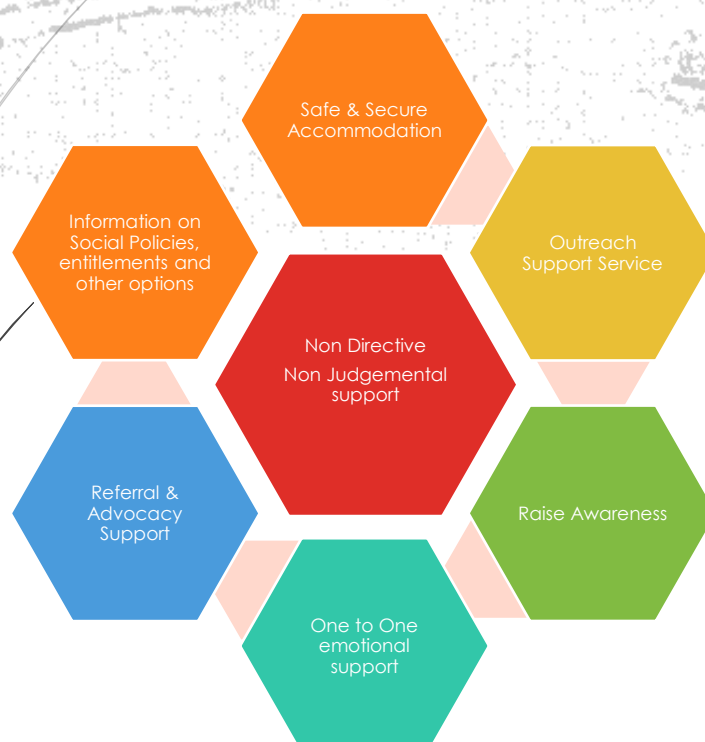 Safe & Secure
Accommodation
Information on
Social Policies,
entitlements and
other options
Outreach
Support Service
Non Directive
Non Judgemental
support
Referral &
Advocacy
Support
Raise Awareness
One to One
emotional
support